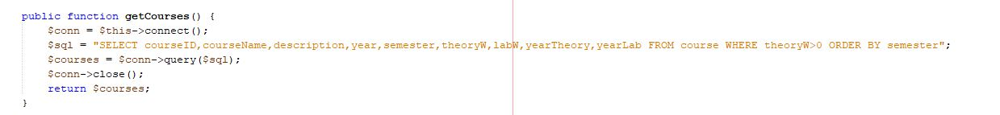 public function getCourses() {
$conn = $this->connect();
$sql = "SELECT courseID,courseName,description,year,semester,theoryW,labW,yearTheory,yearLab FROM course WHERE theoryW>0 ORDER BY semester";
$courses = $conn->query($sql);
$conn->close();
return $courses;
}